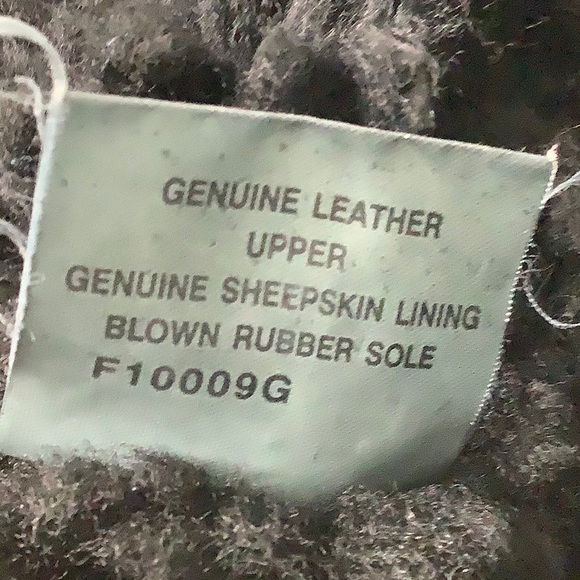 GENUINE LEATHER
UPPER
GENUINE SHEEPSKIN LINING
BLOWN RUBBER SOLE
F10009G